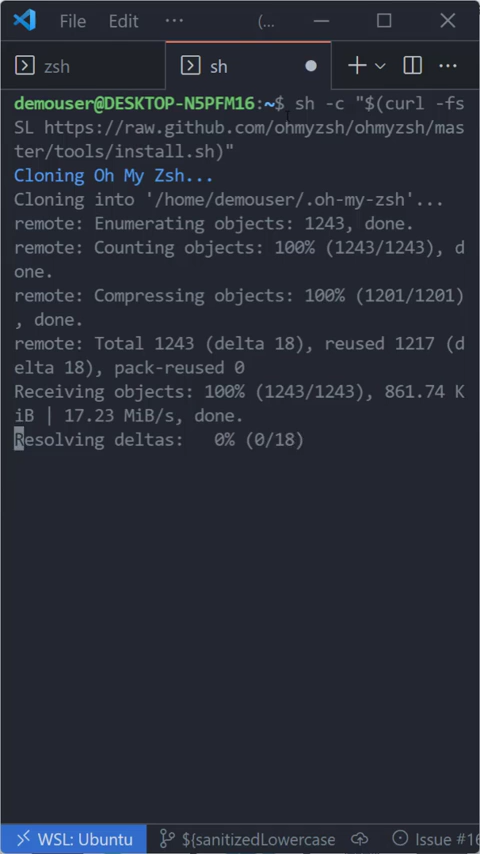 File Edit ··· (...
zsh
sh
demouser@DESKTOP-N5PFM16:~$ sh -c "$(curl -fs
SL https://raw.github.com/ohmyzsh/ohmyzsh/mas
ter/tools/install.sh)"
Cloning Oh My Zsh...
Cloning into '/home/demouser/.oh-my-zsh'...
remote: Enumerating objects: 1243, done.
remote: Counting objects: 100% (1243/1243), d
one.
remote: Compressing objects: 100% (1201/1201)
, done.
remote: Total 1243 (delta 18), reused 1217 (d
elta 18), pack-reused 0
Receiving objects: 100% (1243/1243), 861.74 K
iB | 17.23 MiB/s, done.
Resolving deltas:   0% (0/18)
WSL: Ubuntu ${sanitizedLowercase Issue #16